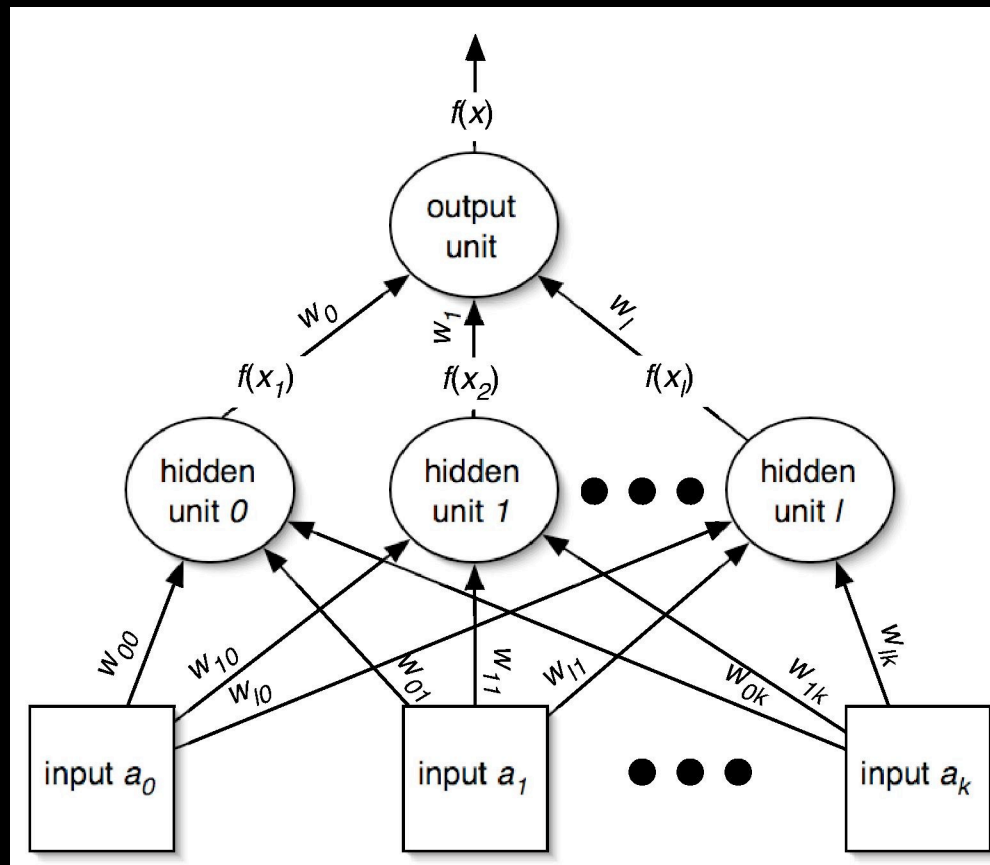 f(x)
output
unit
w₀
w₁
wₗ
f(x₁)
f(x₂)
f(xₗ)
hidden
unit 0
hidden
unit 1
hidden
unit l
w₀₀
w₁₀
wₗ₀
w₀₁
w₁₁
wₗ₁
w₀ₖ
w₁ₖ
wₗₖ
input a₀
input a₁
input aₖ